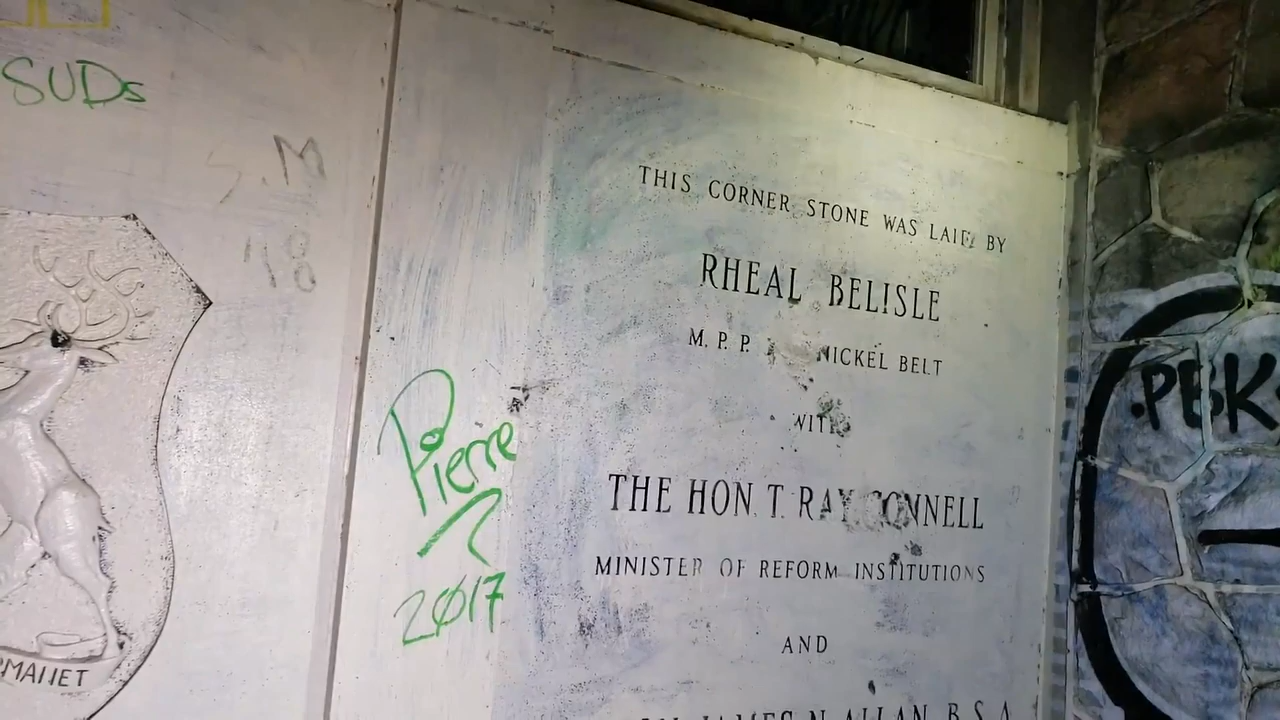 SUDs
S.M
'18
MANET
Pierre
2017
THIS CORNER STONE WAS LAID BY
RHEAL BELISLE
M. P. P. NICKEL BELT
WITH
THE HON. T. RAY CONNELL
MINISTER OF REFORM INSTITUTIONS
AND
JAMES N. ALLAN B.S.A.
PBK